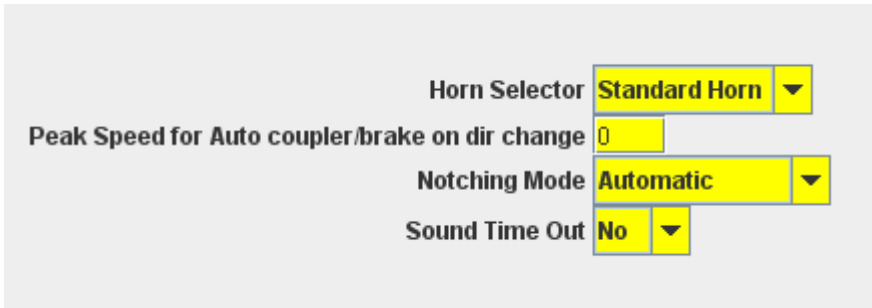 Horn Selector Standard Horn
Peak Speed for Auto coupler/brake on dir change 0
Notching Mode Automatic
Sound Time Out No